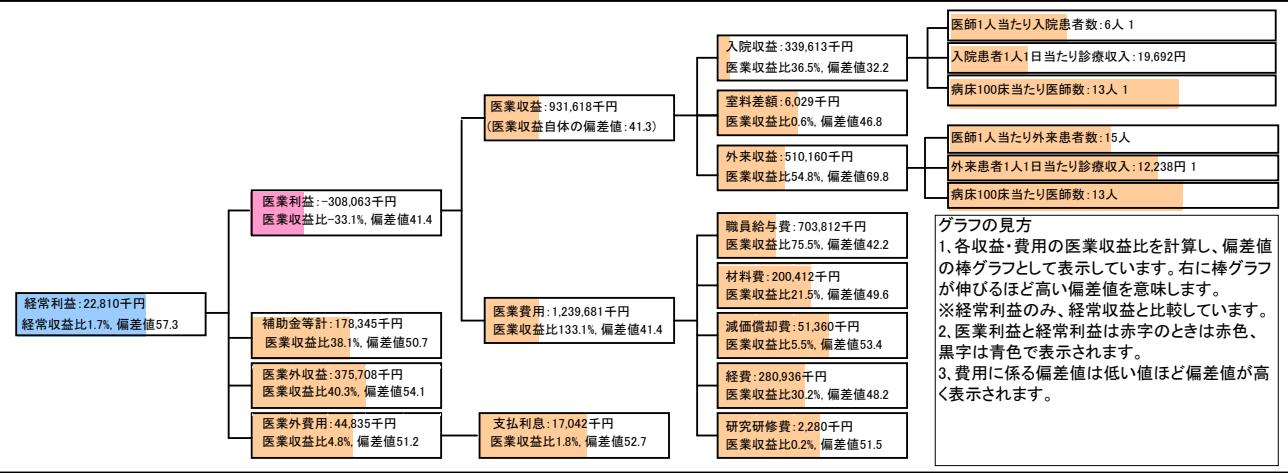 経常利益:22,810千円
経常収支比1.7%, 偏差値57.3
医業利益:-308,063千円
医業収益比-33.1%, 偏差値41.4
補助金等計:178,345千円
医業収益比38.1%, 偏差値50.7
医業外収益:375,708千円
医業収益比40.3%, 偏差値54.1
医業外費用:44,835千円
医業収益比4.8%, 偏差値51.2
医業収益:931,618千円
(医業収益自体の偏差値:41.3)
医業費用:1,239,681千円
医業収益比133.1%, 偏差値41.4
支払利息:17,042千円
医業収益比1.8%, 偏差値52.7
入院収益:339,613千円
医業収益比36.5%, 偏差値32.2
室料差額:6,029千円
医業収益比0.6%, 偏差値46.8
外来収益:510,160千円
医業収益比54.8%, 偏差値69.8
職員給与費:703,812千円
医業収益比75.5%, 偏差値42.2
材料費:200,412千円
医業収益比21.5%, 偏差値49.6
減価償却費:51,360千円
医業収益比5.5%, 偏差値53.4
経費:280,936千円
医業収益比30.2%, 偏差値48.2
研究研修費:2,280千円
医業収益比0.2%, 偏差値51.5
医師1人当たり入院患者数:6人 1
入院患者1人1日当たり診療収入:19,692円
病床100床当たり医師数:13人 1
医師1人当たり外来患者数:15人
外来患者1人1日当たり診療収入:12,238円 1
病床100床当たり医師数:13人
グラフの見方
1、各収益・費用の医業収益比を計算し、偏差値
の棒グラフとして表示しています。右に棒グラフ
が伸びるほど高い偏差値を意味します。
※経常利益のみ、経常収益と比較しています。
2、医業利益と経常利益は赤字のときは赤色、
黒字は青色で表示されます。
3、費用に係る偏差値は低い値ほど偏差値が高
く表示されます。